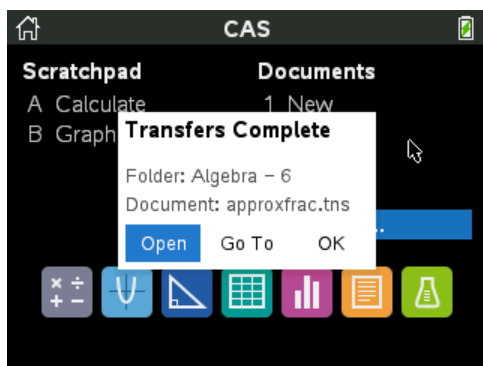 CAS
Scratchpad
Documents
A Calculate
1 New
B Graph
Transfers Complete
Folder: Algebra – 6
Document: approxfrac.tns
..
Open Go To OK